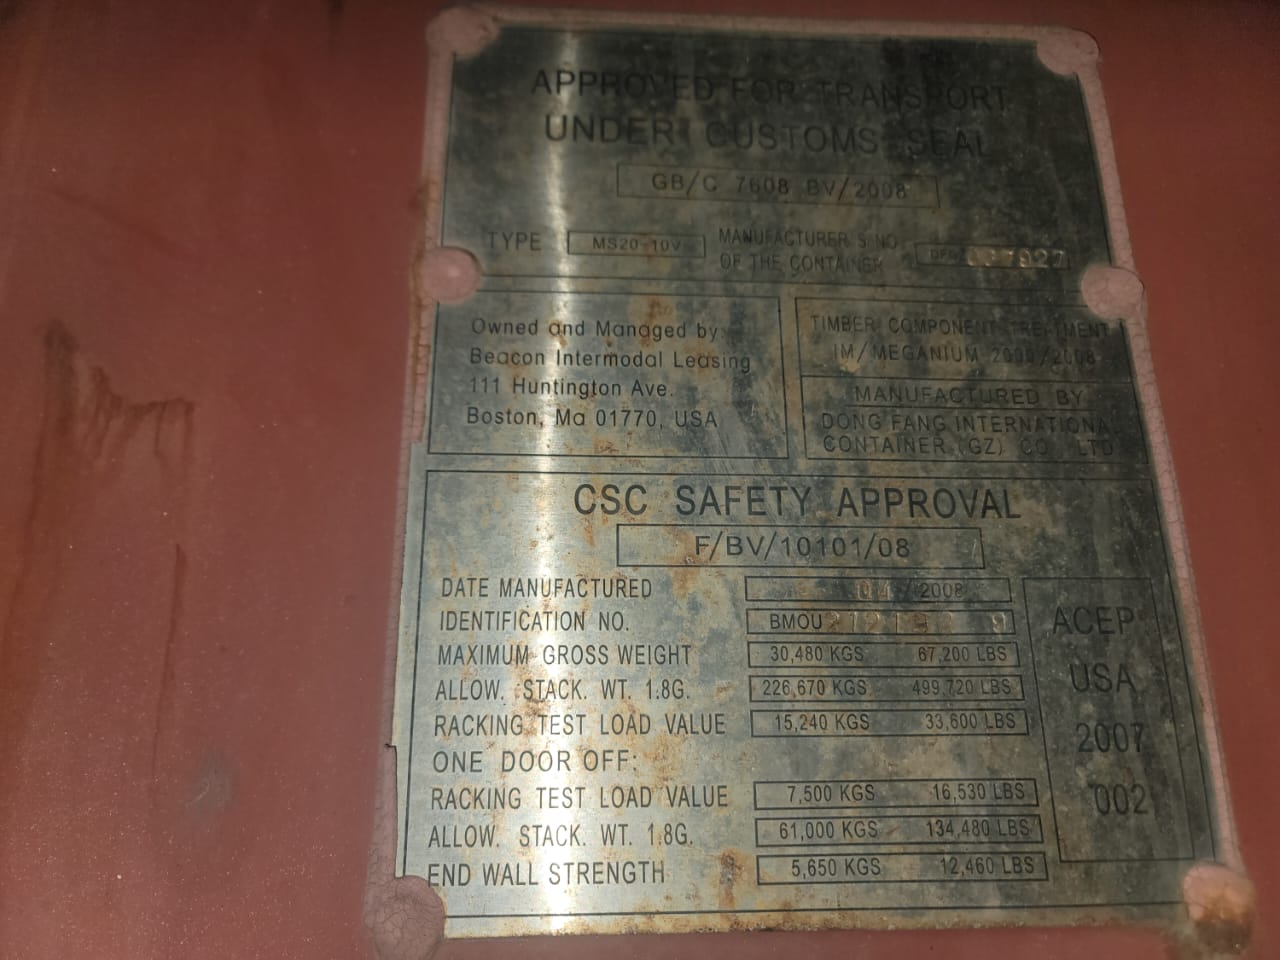 APPROVED FOR TRANSPORT
UNDER CUSTOMS SEAL
GB/C 7608 BV/2008
TYPE MS20-10V MANUFACTURER'S NO.
OF THE CONTAINER
Owned and Managed by:
Beacon Intermodal Leasing
111 Huntington Ave.
Boston, Ma 01770, USA
TIMBER COMPONENT TREATMENT
IM/MEGANIUM 2000/2008
MANUFACTURED BY
DONG FANG INTERNATIONAL
CONTAINER (GZ) CO., LTD
CSC SAFETY APPROVAL
F/BV/10101/08
DATE MANUFACTURED /2008
IDENTIFICATION NO. BMOU
MAXIMUM GROSS WEIGHT 30,480 KGS 67,200 LBS
ALLOW. STACK. WT. 1.8G. 226,670 KGS 499,720 LBS
RACKING TEST LOAD VALUE 15,240 KGS 33,600 LBS
ONE DOOR OFF:
RACKING TEST LOAD VALUE 7,500 KGS 16,530 LBS
ALLOW. STACK. WT. 1.8G. 61,000 KGS 134,480 LBS
END WALL STRENGTH 5,650 KGS 12,460 LBS
ACEP
USA
2007
002